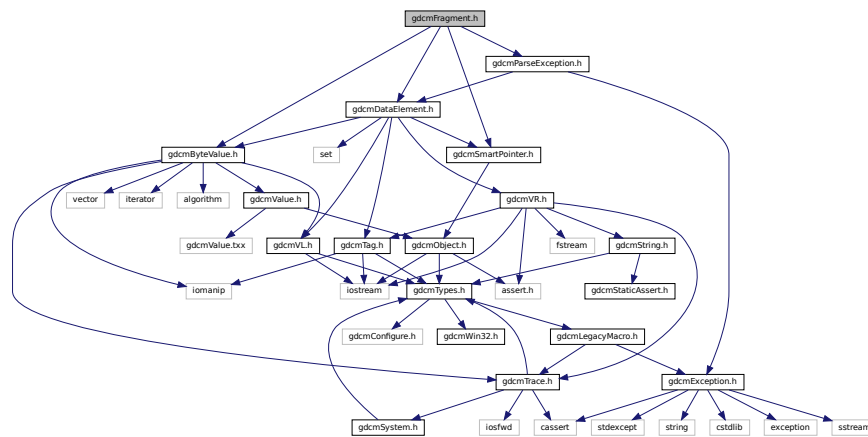 gdcmFragment.h
gdcmParseException.h
gdcmDataElement.h
gdcmByteValue.h
set
gdcmSmartPointer.h
vector
iterator
algorithm
gdcmValue.h
gdcmVR.h
gdcmValue.txx
gdcmVL.h
gdcmTag.h
gdcmObject.h
fstream
gdcmString.h
iomanip
iostream
gdcmTypes.h
assert.h
gdcmStaticAssert.h
gdcmConfigure.h
gdcmWin32.h
gdcmLegacyMacro.h
gdcmTrace.h
gdcmException.h
gdcmSystem.h
iosfwd
cassert
stdexcept
string
cstdlib
exception
sstream